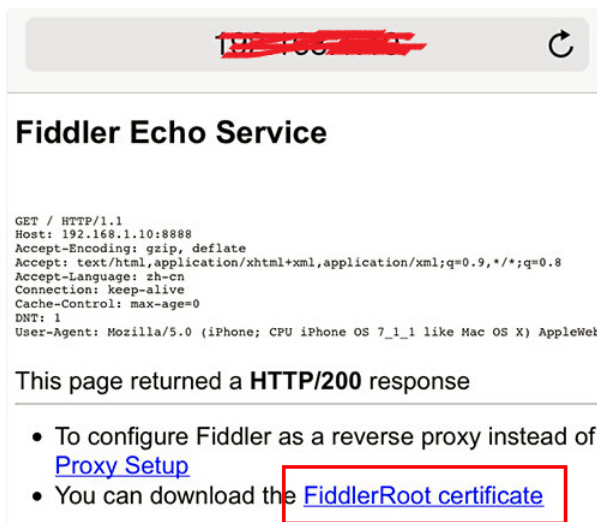 Fiddler Echo Service
GET / HTTP/1.1
Host: 192.168.1.10:8888
Accept-Encoding: gzip, deflate
Accept: text/html,application/xhtml+xml,application/xml;q=0.9,*/*;q=0.8
Accept-Language: zh-cn
Connection: keep-alive
Cache-Control: max-age=0
DNT: 1
User-Agent: Mozilla/5.0 (iPhone; CPU iPhone OS 7_1_1 like Mac OS X) AppleWeb
This page returned a HTTP/200 response
• To configure Fiddler as a reverse proxy instead of
Proxy Setup
• You can download the FiddlerRoot certificate